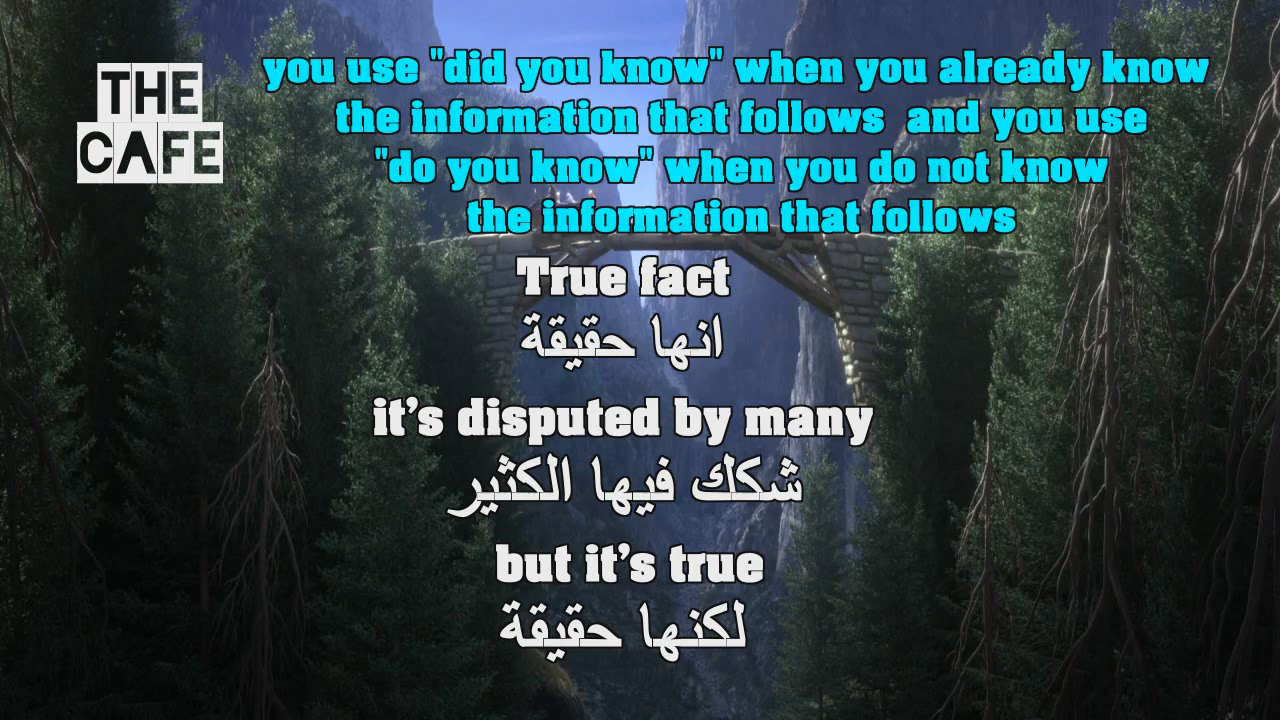 THE
CAFE
you use "did you know" when you already know
the information that follows and you use
"do you know" when you do not know
the information that follows
True fact
انها حقيقة
it's disputed by many
شكك فيها الكثير
but it's true
لكنها حقيقة